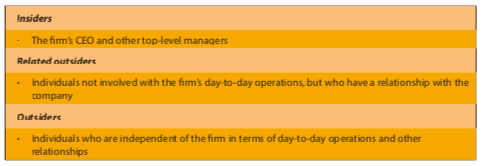 Insiders
• The firm's CEO and other top-level managers
Related outsiders
• Individuals not involved with the firm's day-to-day operations, but who have a relationship with the
company
Outsiders
• Individuals who are independent of the firm in terms of day-to-day operations and other
relationships